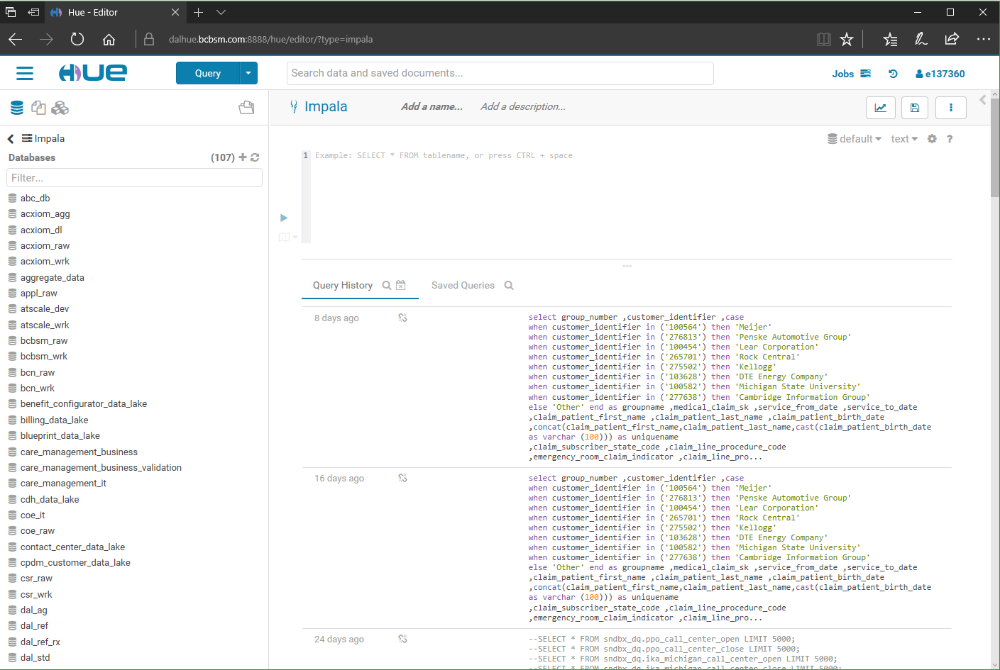 Hue - Editor
dalhue.bcbsm.com:8888/hue/editor/?type=impala
HUE
Query
Search data and saved documents...
Jobs
e137360
Impala
Add a name...
Add a description...
Impala
Databases
(107)
Filter...
abc_db
acxiom_agg
acxiom_dl
acxiom_raw
acxiom_wrk
aggregate_data
appl_raw
atscale_dev
atscale_wrk
bcbsm_raw
bcbsm_wrk
bcn_raw
bcn_wrk
benefit_configurator_data_lake
billing_data_lake
blueprint_data_lake
care_management_business
care_management_business_validation
care_management_it
cdh_data_lake
coe_it
coe_raw
contact_center_data_lake
cpdm_customer_data_lake
csr_raw
csr_wrk
dal_ag
dal_ref
dal_ref_rx
dal_std
default
text
?
1
Example: SELECT * FROM tablename, or press CTRL + space
Query History
Saved Queries
8 days ago
select group_number ,customer_identifier ,case
when customer_identifier in ('100564') then 'Meijer'
when customer_identifier in ('276813') then 'Penske Automotive Group'
when customer_identifier in ('100454') then 'Lear Corporation'
when customer_identifier in ('265701') then 'Rock Central'
when customer_identifier in ('275502') then 'Kellogg'
when customer_identifier in ('103628') then 'DTE Energy Company'
when customer_identifier in ('100582') then 'Michigan State University'
when customer_identifier in ('277638') then 'Cambridge Information Group'
else 'Other' end as groupname ,medical_claim_sk ,service_from_date ,service_to_date
,claim_patient_first_name ,claim_patient_last_name ,claim_patient_birth_date
,concat(claim_patient_first_name,claim_patient_last_name,cast(claim_patient_birth_date
as varchar (100))) as uniquename
,claim_subscriber_state_code ,claim_line_procedure_code
,emergency_room_claim_indicator ,claim_line_pro...
16 days ago
select group_number ,customer_identifier ,case
when customer_identifier in ('100564') then 'Meijer'
when customer_identifier in ('276813') then 'Penske Automotive Group'
when customer_identifier in ('100454') then 'Lear Corporation'
when customer_identifier in ('265701') then 'Rock Central'
when customer_identifier in ('275502') then 'Kellogg'
when customer_identifier in ('103628') then 'DTE Energy Company'
when customer_identifier in ('100582') then 'Michigan State University'
when customer_identifier in ('277638') then 'Cambridge Information Group'
else 'Other' end as groupname ,medical_claim_sk ,service_from_date ,service_to_date
,claim_patient_first_name ,claim_patient_last_name ,claim_patient_birth_date
,concat(claim_patient_first_name,claim_patient_last_name,cast(claim_patient_birth_date
as varchar (100))) as uniquename
,claim_subscriber_state_code ,claim_line_procedure_code
,emergency_room_claim_indicator ,claim_line_pro...
24 days ago
--SELECT * FROM sndbx_dq.ppo_call_center_open LIMIT 5000;
--SELECT * FROM sndbx_dq.ppo_call_center_close LIMIT 5000;
--SELECT * FROM sndbx_dq.ika_michigan_call_center_open LIMIT 5000;
--SELECT * FROM sndbx_dq.ika_michigan_call_center_close LIMIT 5000;